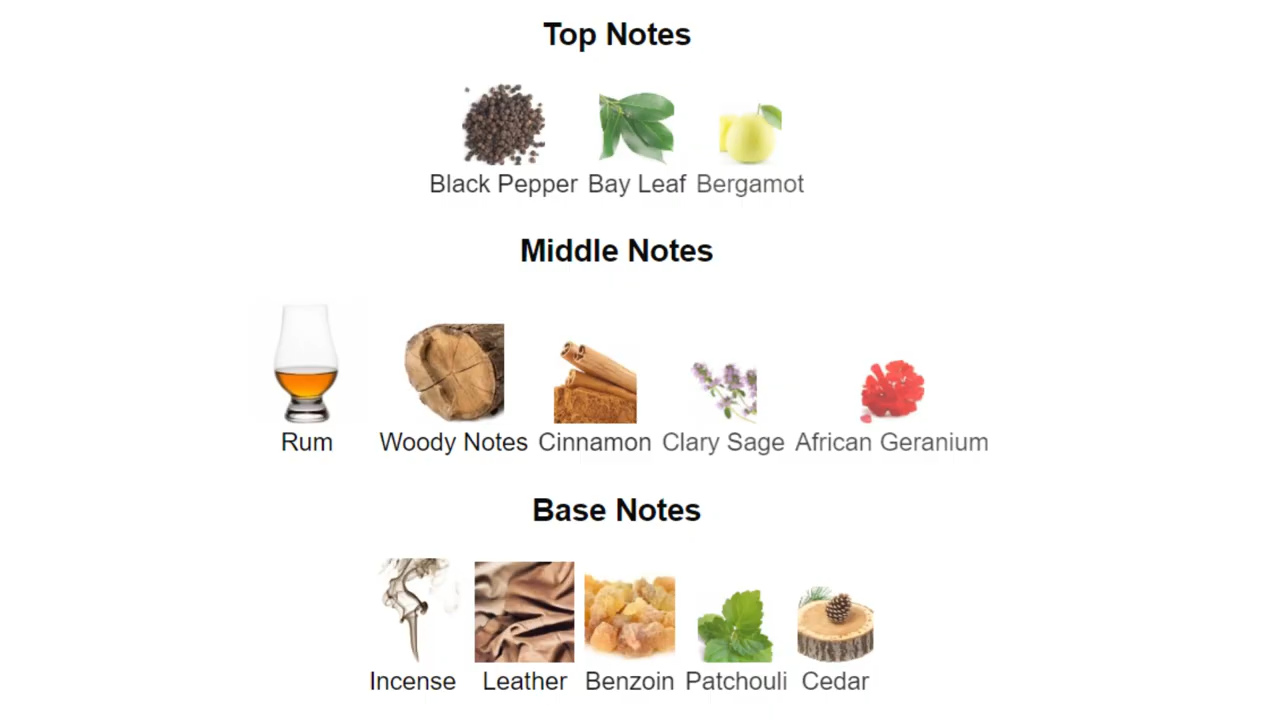 Top Notes
Black Pepper Bay Leaf Bergamot
Middle Notes
Rum Woody Notes Cinnamon Clary Sage African Geranium
Base Notes
Incense Leather Benzoin Patchouli Cedar